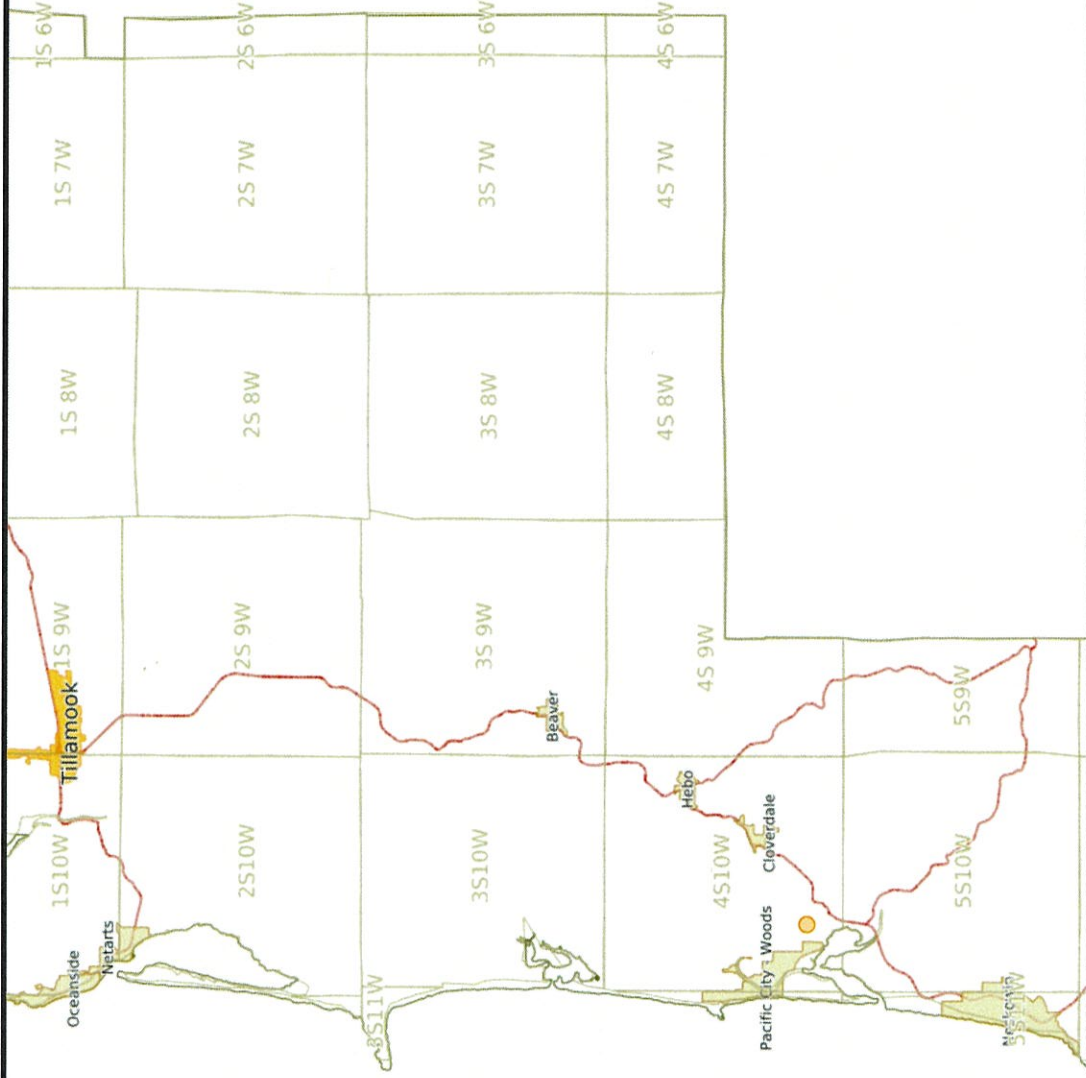 1S 6W
2S 6W
3S 6W
4S 6W
1S 7W
2S 7W
3S 7W
4S 7W
1S 8W
2S 8W
3S 8W
4S 8W
1S 9W
2S 9W
3S 9W
4S 9W
5S9W
Tillamook
Beaver
Hebo
Cloverdale
1S10W
2S10W
3S10W
4S10W
5S10W
Oceanside
Netarts
3S11W
Pacific City - Woods
Neskowin